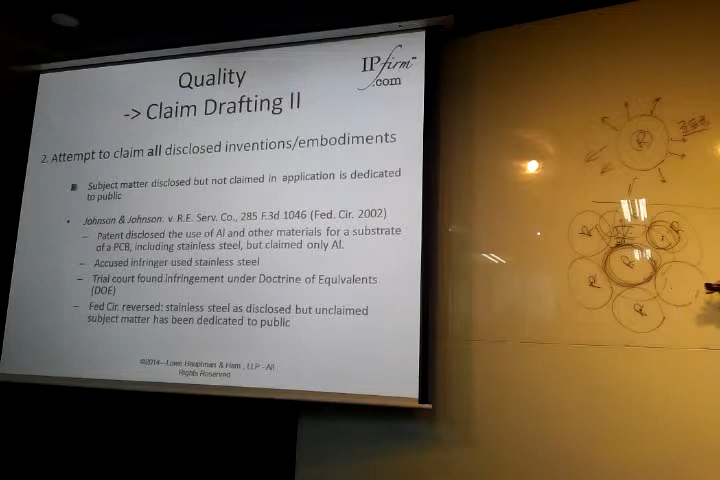 Quality
-> Claim Drafting II
IPfirm
.com
2. Attempt to claim all disclosed inventions/embodiments
Subject matter disclosed but not claimed in application is dedicated
to public
Johnson & Johnson. v. R.E. Serv. Co., 285 F.3d 1046 (Fed. Cir. 2002)
– Patent disclosed the use of Al and other materials for a substrate
of a PCB, including stainless steel, but claimed only Al.
– Accused infringer used stainless steel
– Trial court found infringement under Doctrine of Equivalents
(DOE)
– Fed Cir. reversed: stainless steel as disclosed but unclaimed
subject matter has been dedicated to public
©2014—Lowe Hauptman & Ham , LLP - All
Rights Reserved
R
R
R
R
R